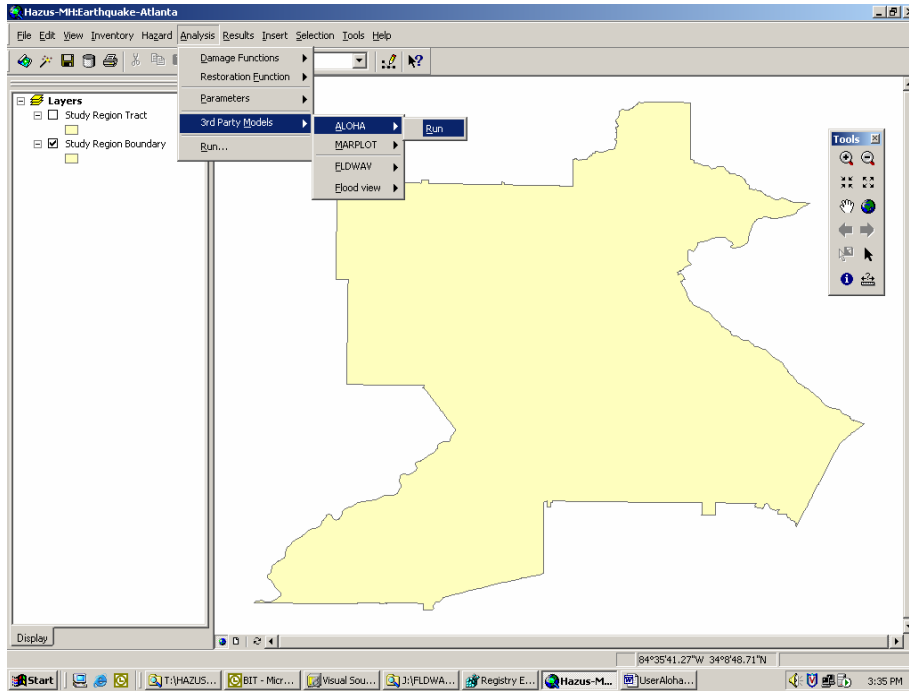 Hazus-MH:Earthquake-Atlanta
File Edit View Inventory Hazard Analysis Results Insert Selection Tools Help
Damage Functions
Restoration Function
Parameters
3rd Party Models
Run...
ALOHA
MARPLOT
FLDWAV
Flood view
Run
Layers
Study Region Tract
Study Region Boundary
Tools
Display
84°35'41.27"W 34°8'48.71"N
Start
T:\HAZUS...
BIT - Micr...
Visual Sou...
J:\FLDWA...
Registry E...
Hazus-M...
UserAloha...
3:35 PM